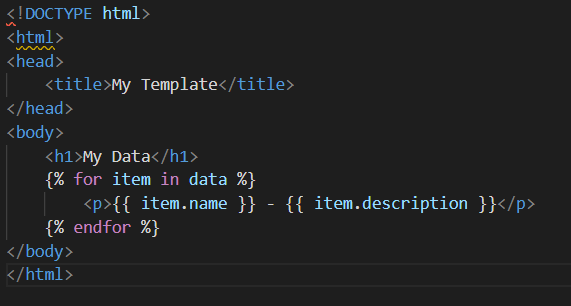 <!DOCTYPE html>
<html>
<head>
    <title>My Template</title>
</head>
<body>
    <h1>My Data</h1>
    {% for item in data %}
        <p>{{ item.name }} - {{ item.description }}</p>
    {% endfor %}
</body>
</html>